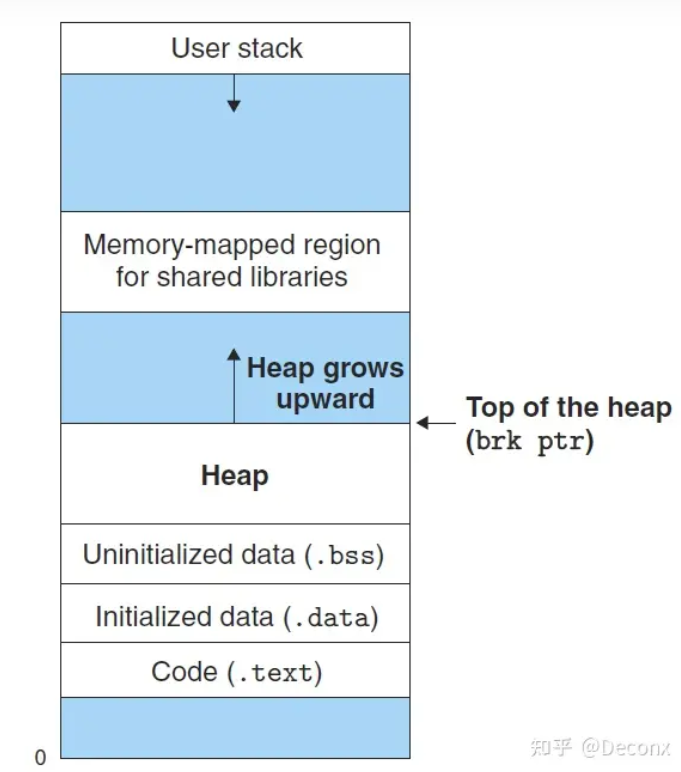 User stack
Memory-mapped region
for shared libraries
Heap grows
upward
Top of the heap
(brk ptr)
Heap
Uninitialized data (.bss)
Initialized data (.data)
Code (.text)
0
知乎 @Deconx